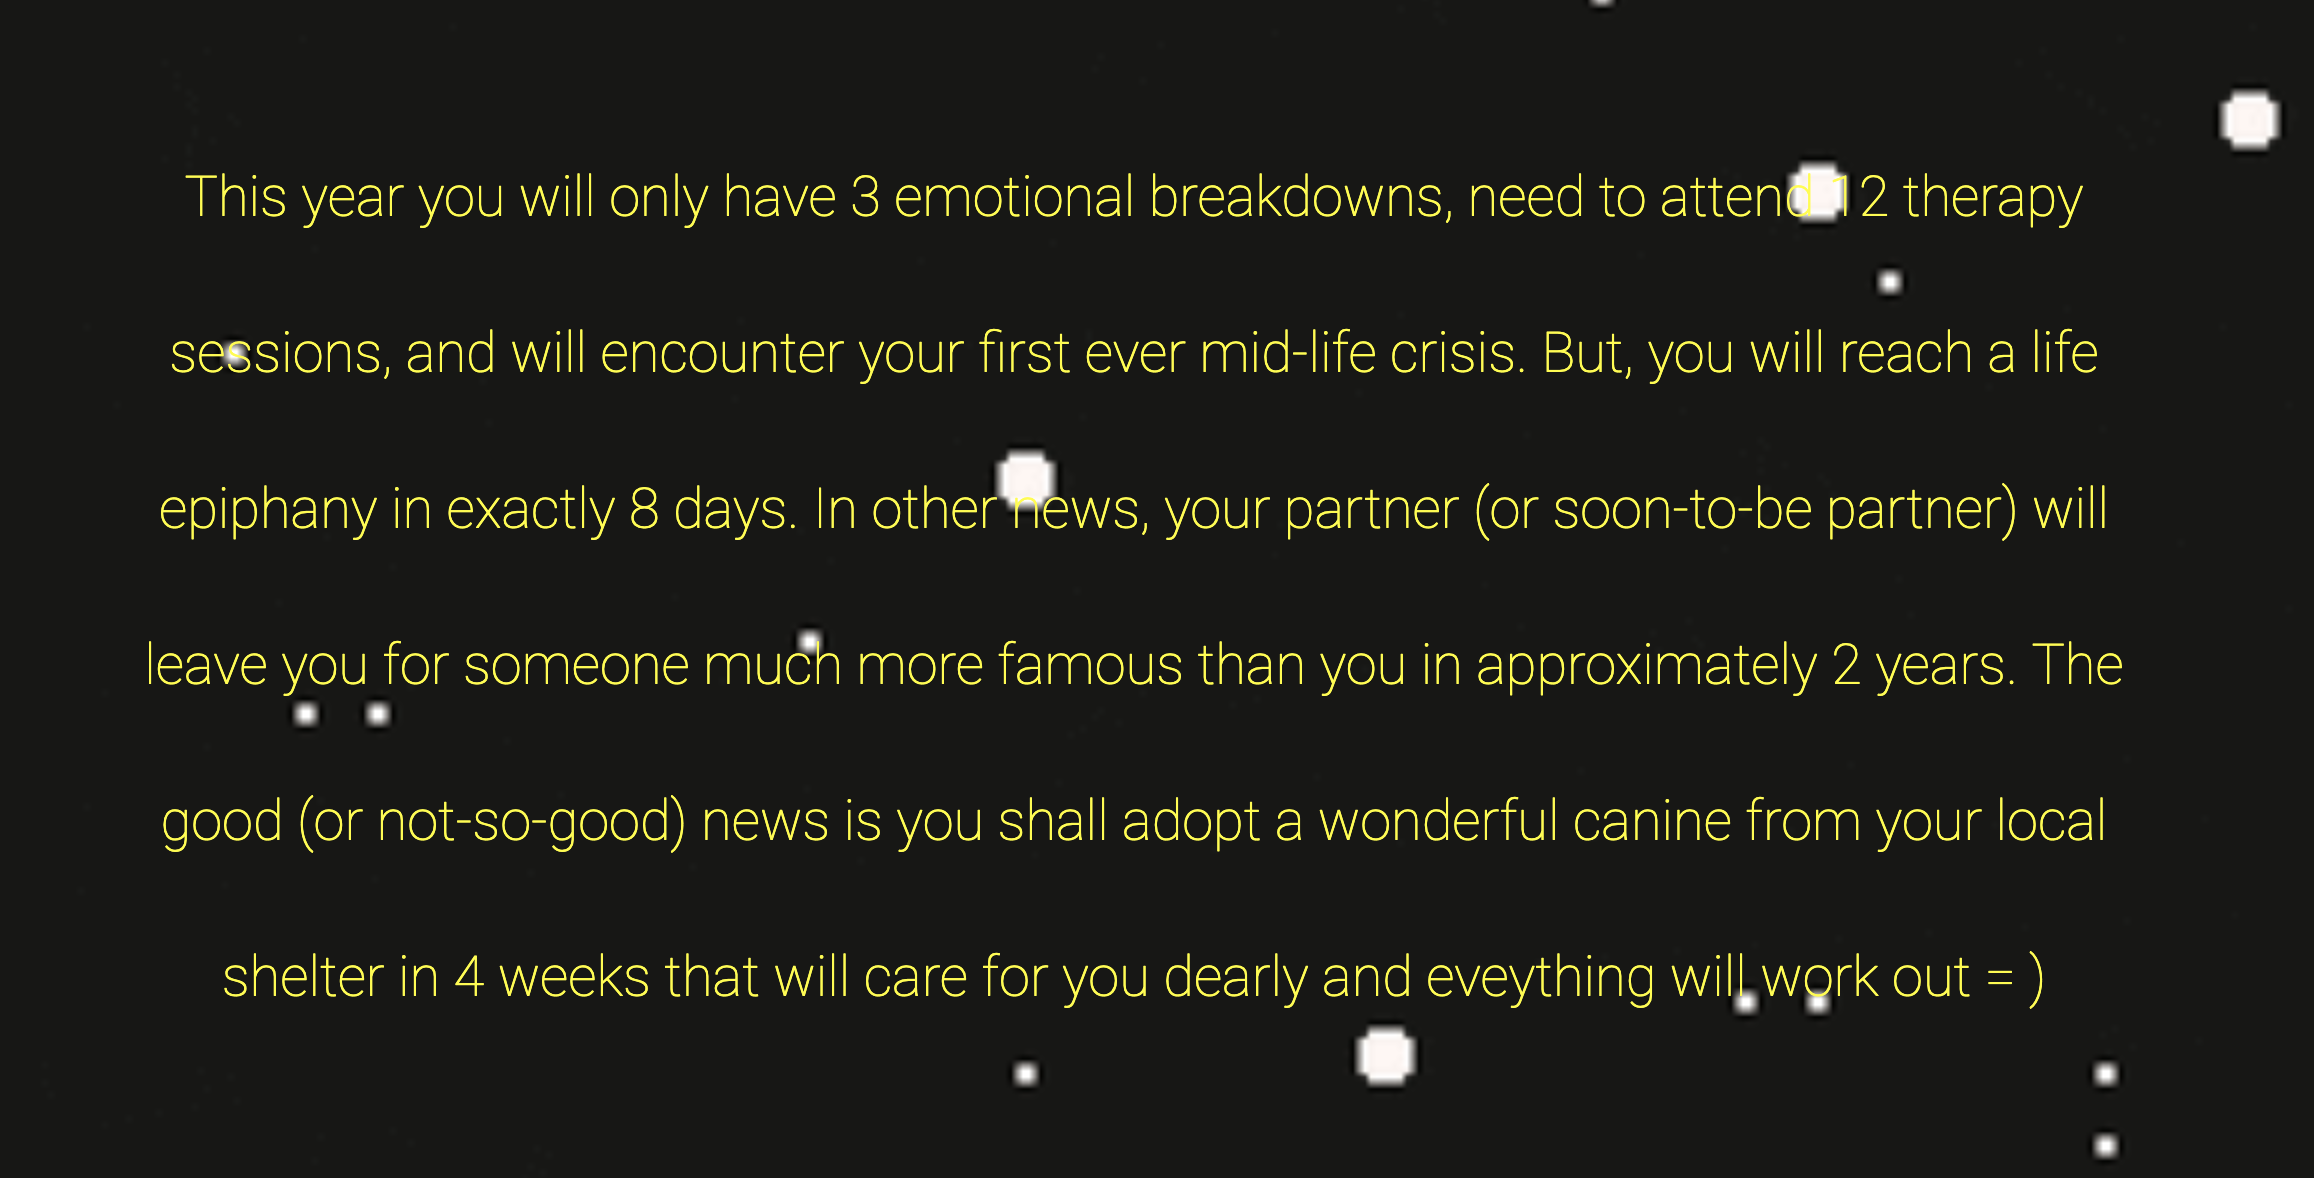 This year you will only have 3 emotional breakdowns, need to attend 12 therapy
sessions, and will encounter your first ever mid-life crisis. But, you will reach a life
epiphany in exactly 8 days. In other news, your partner (or soon-to-be partner) will
leave you for someone much more famous than you in approximately 2 years. The
good (or not-so-good) news is you shall adopt a wonderful canine from your local
shelter in 4 weeks that will care for you dearly and eveything will work out = )